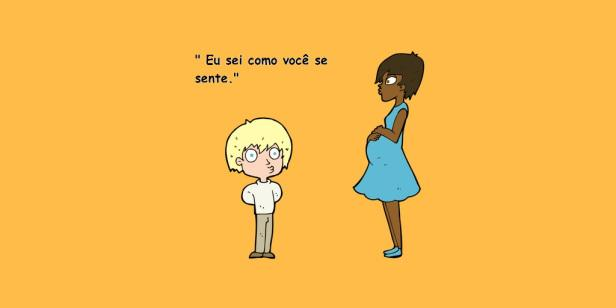 " Eu sei como você se
sente."